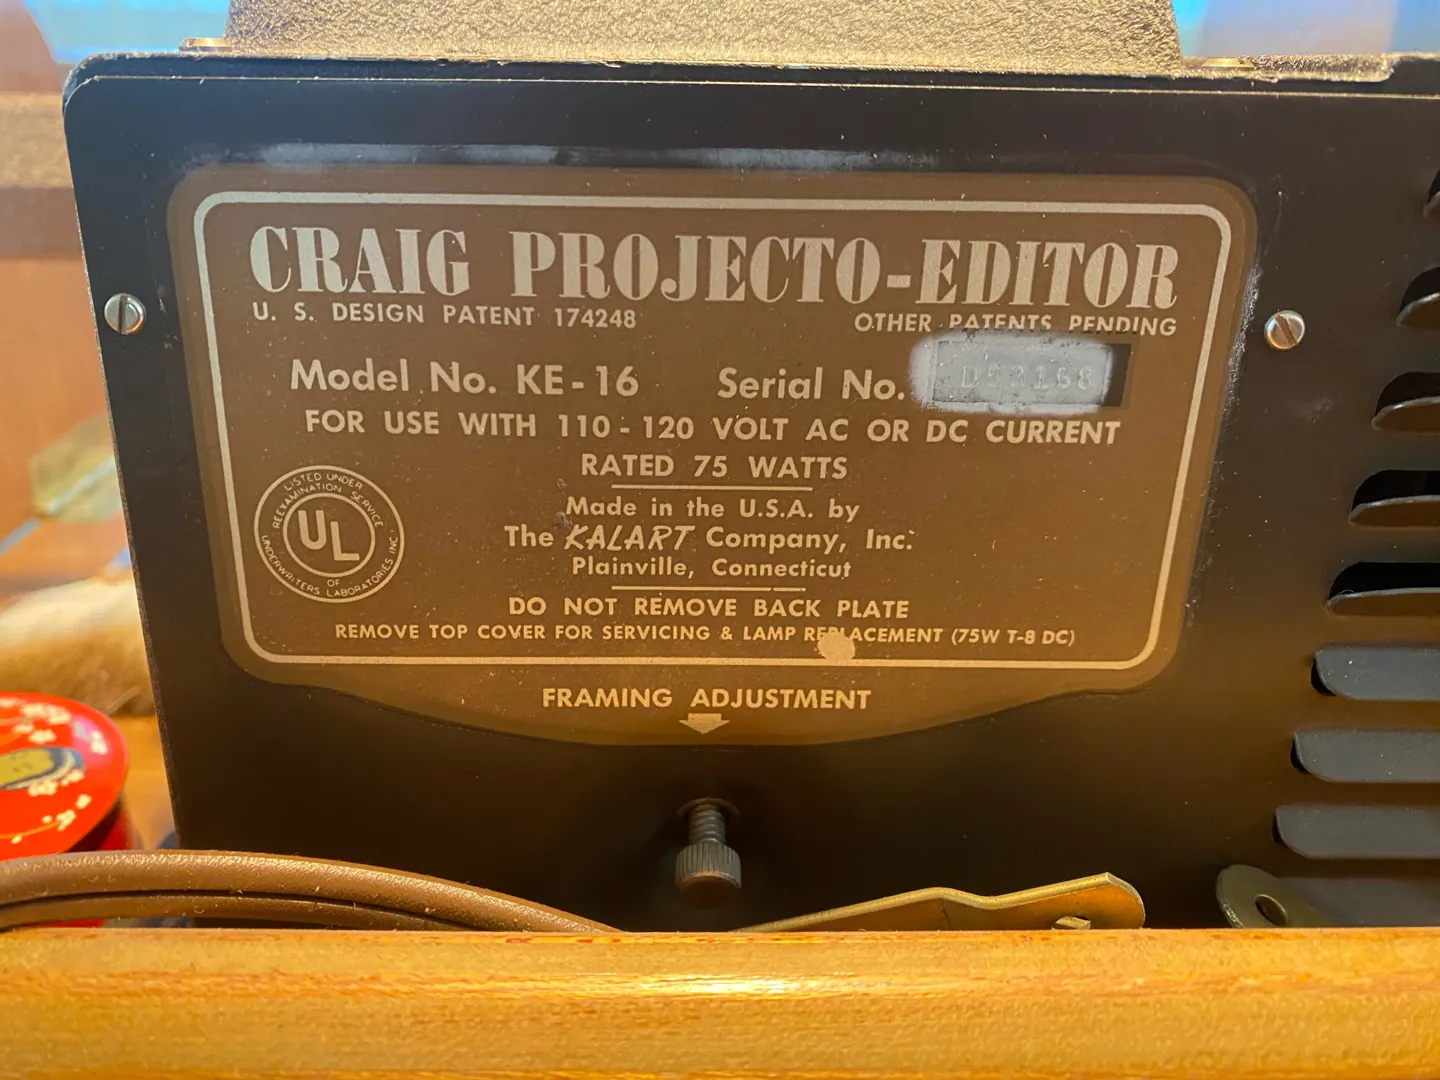 CRAIG PROJECTO-EDITOR
U. S. DESIGN PATENT 174248 OTHER PATENTS PENDING
Model No. KE-16 Serial No.
FOR USE WITH 110-120 VOLT AC OR DC CURRENT
RATED 75 WATTS
LISTED UNDER
REEXAMINATION SERVICE
UL
OF
UNDERWRITERS LABORATORIES INC.
Made in the U.S.A. by
The KALART Company, Inc.
Plainville, Connecticut
DO NOT REMOVE BACK PLATE
REMOVE TOP COVER FOR SERVICING & LAMP REPLACEMENT (75W T-8 DC)
FRAMING ADJUSTMENT